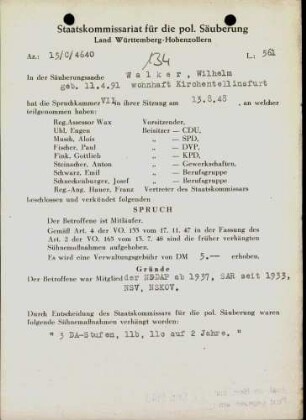 Staatskommissariat für die pol. Säuberung
Land Württemberg-Hohenzollern
Az.: 15/C/4640
134
L.: 561
In der Säuberungssache Walker, Wilhelm
geb. 11.4.91 wohnhaft Kirchentellinsfurt
hat die Spruchkammer VII in ihrer Sitzung am 13.8.48, an welcher
teilgenommen haben:
Reg.Assessor Wax Vorsitzender,
Uhl, Eugen Beisitzer — CDU,
Munk, Alois „ — SPD,
Fischer, Paul „ — DVP,
Fink, Gottlieb „ — KPD,
Steinacher, Anton „ — Gewerkschaften,
Schwarz, Emil „ — Berufsgruppe
Schnekenburger, Josef „ — Berufsgruppe
Reg.-Ang. Hauer, Franz Vertreter des Staatskommissars
beschlossen und verkündet folgenden
SPRUCH
Der Betroffene ist Mitläufer.
Gemäß Art. 4 der VO. 133 vom 17. 11. 47 in der Fassung des
Art. 2 der VO. 165 vom 13. 7. 48 sind die früher verhängten
Sühnemaßnahmen aufgehoben.
Es wird eine Verwaltungsgebühr von DM 5.-- erhoben.
Gründe
Der Betroffene war Mitglied der NSDAP ab 1937, SAR seit 1933,
NSV, NSKOV.
Durch Entscheidung des Staatskommissars für die pol. Säuberung waren
folgende Sühnemaßnahmen verhängt worden:
" 3 DA-Stufen, 11b, 11c auf 2 Jahre. "